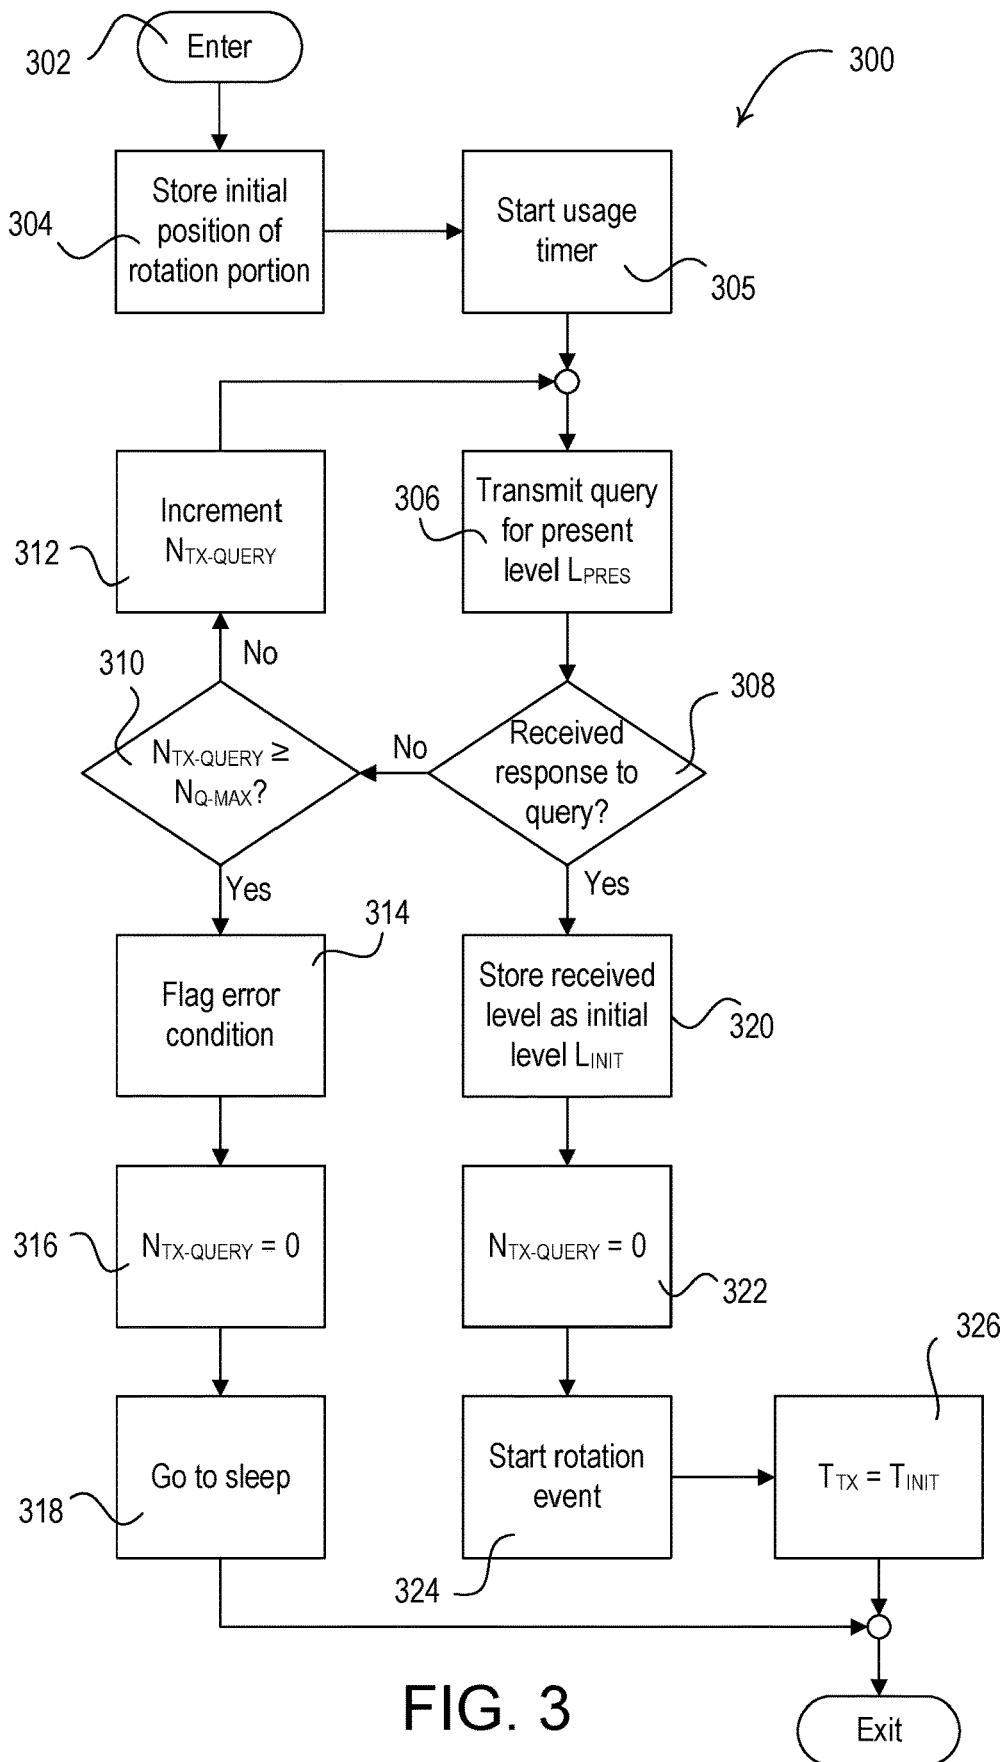 302
Enter
300
304
Store initial
position of
rotation portion
Start usage
timer
305
312
Increment
NTX-QUERY
306
Transmit query
for present
level LPRES
310
No
NTX-QUERY ≥
NQ-MAX?
No
Received
response to
query?
308
Yes
Yes
314
Flag error
condition
Store received
level as initial
level LINIT
320
316
NTX-QUERY = 0
NTX-QUERY = 0
322
326
318
Go to sleep
Start rotation
event
324
TTX = TINIT
FIG. 3
Exit